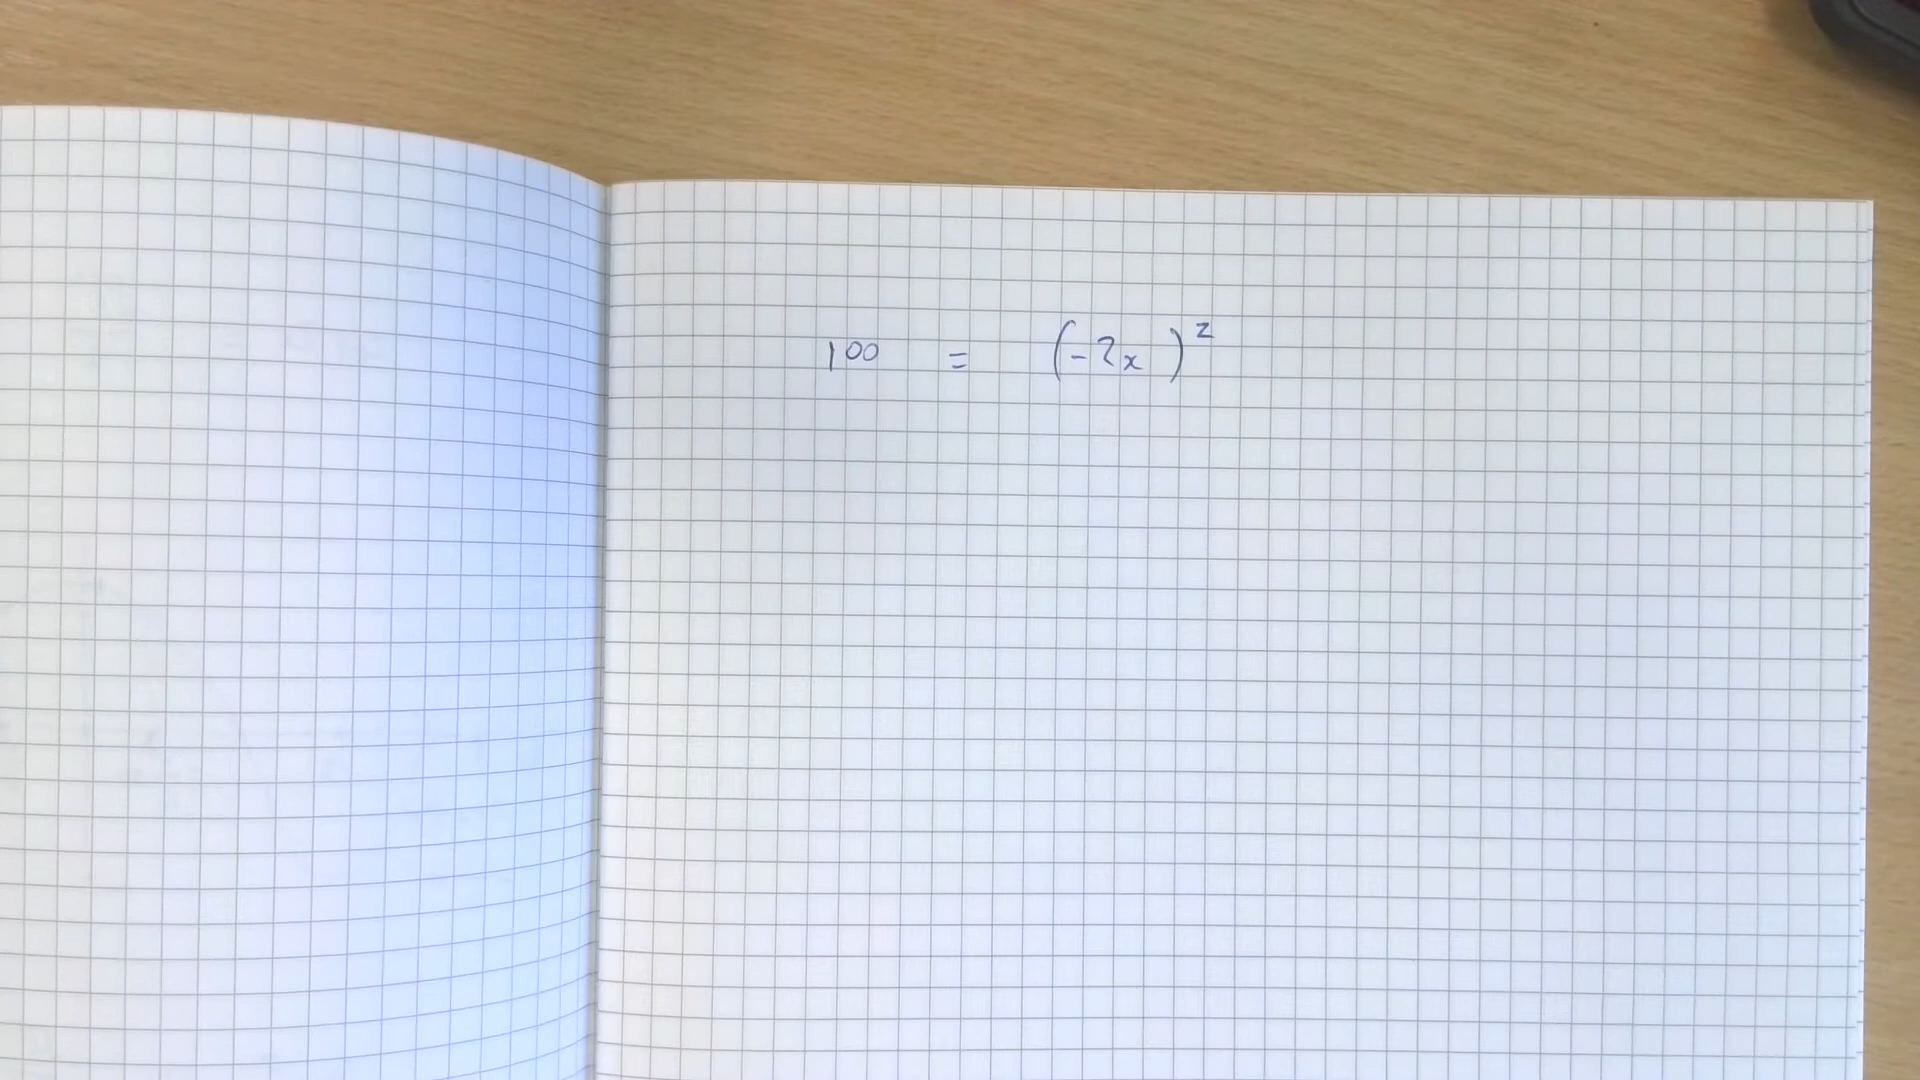 100 = (-2x)²